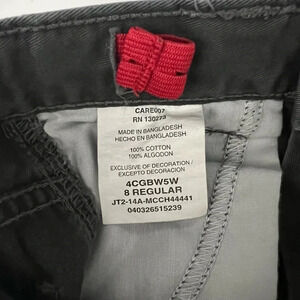 CARE007
RN 130273
MADE IN BANGLADESH
HECHO EN BANGLADESH
100% COTTON
100% ALGODON
EXCLUSIVE OF DECORATION /
EXCEPTO DECORACION
4CGBW5W
8 REGULAR
JT2-14A-MCCH44441
040326515239